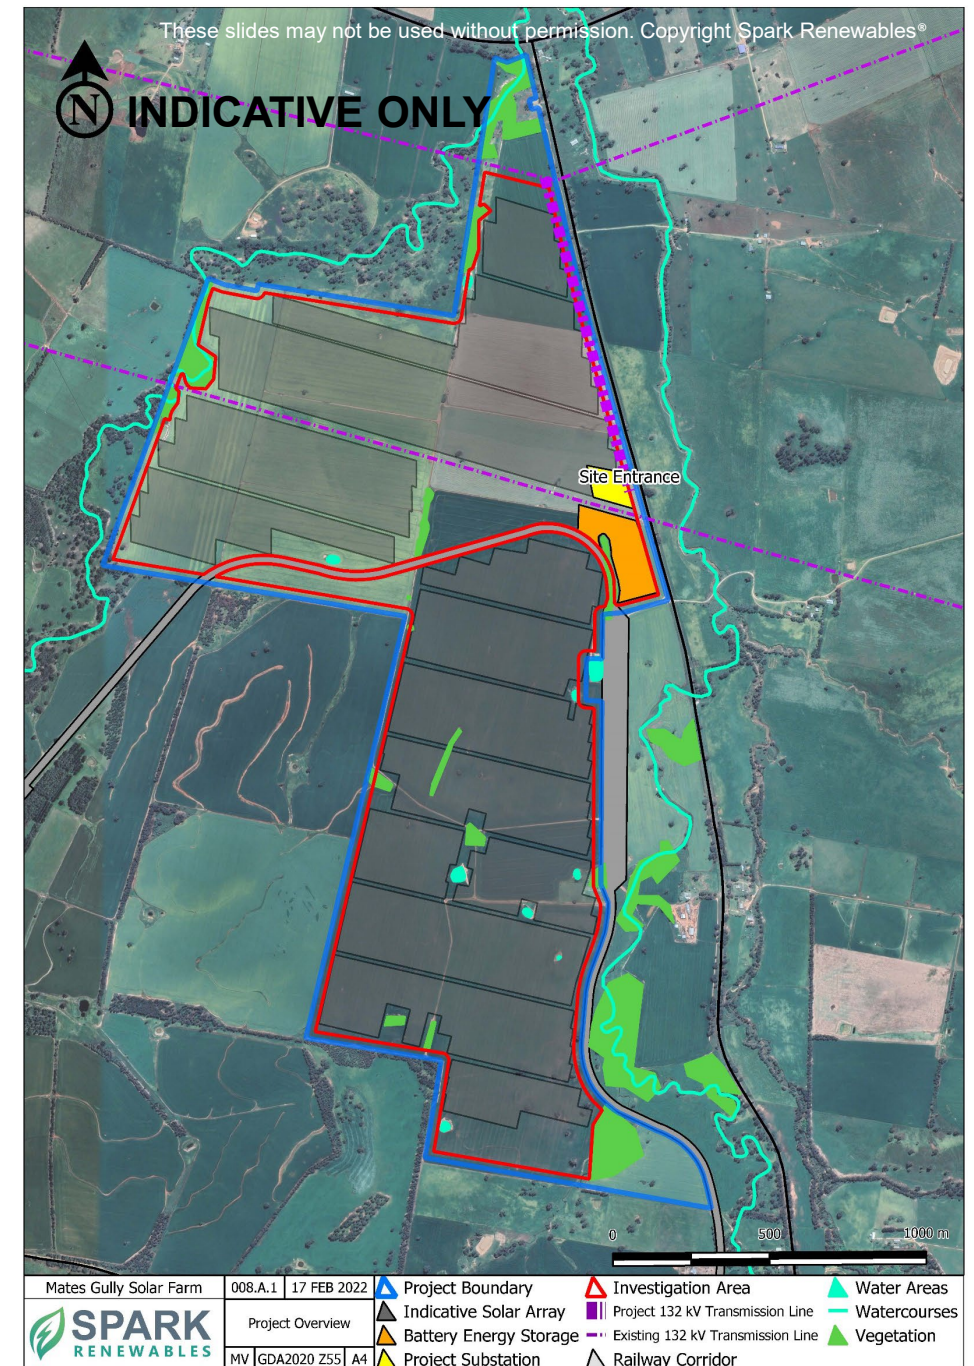 These slides may not be used without permission. Copyright Spark Renewables®
N INDICATIVE ONLY
Site Entrance
0 500 1000 m
Mates Gully Solar Farm
008.A.1 17 FEB 2022
Project Overview
MV GDA2020 Z55 A4
SPARK
RENEWABLES
Project Boundary
Indicative Solar Array
Battery Energy Storage
Project Substation
Investigation Area
Project 132 kV Transmission Line
Existing 132 kV Transmission Line
Railway Corridor
Water Areas
Watercourses
Vegetation